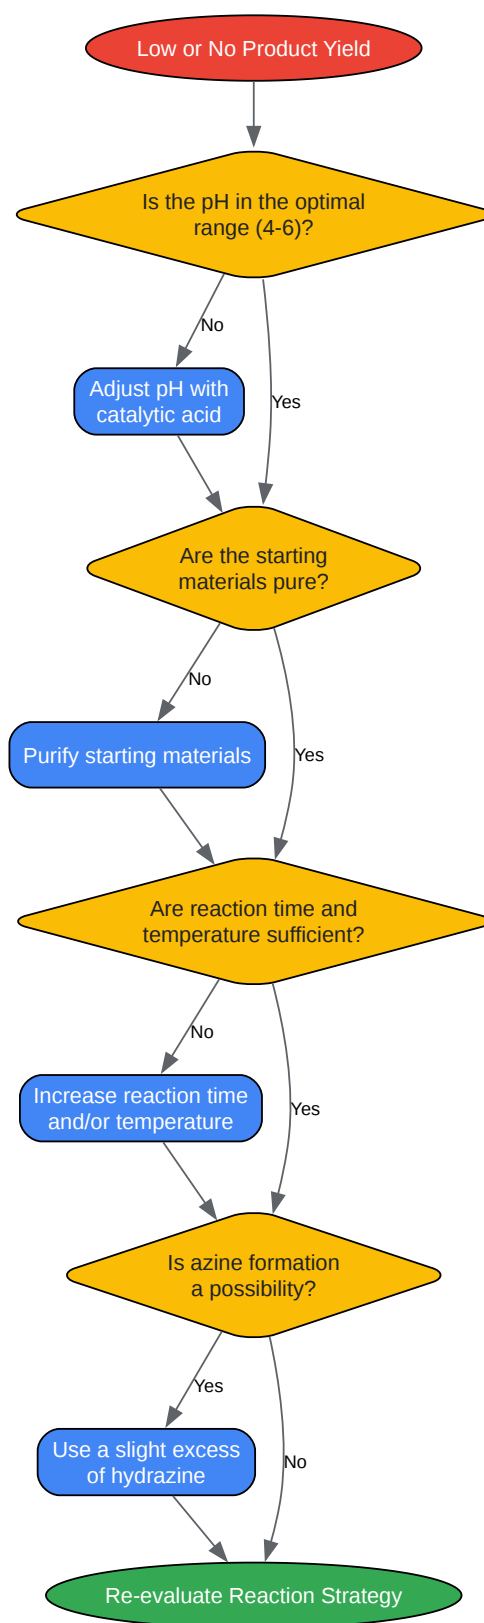 Low or No Product Yield
Is the pH in the optimal
range (4-6)?
No
Adjust pH with
catalytic acid
Yes
Are the starting
materials pure?
No
Purify starting materials
Yes
Are reaction time and
temperature sufficient?
No
Increase reaction time
and/or temperature
Yes
Is azine formation
a possibility?
Yes
Use a slight excess
of hydrazine
No
Re-evaluate Reaction Strategy